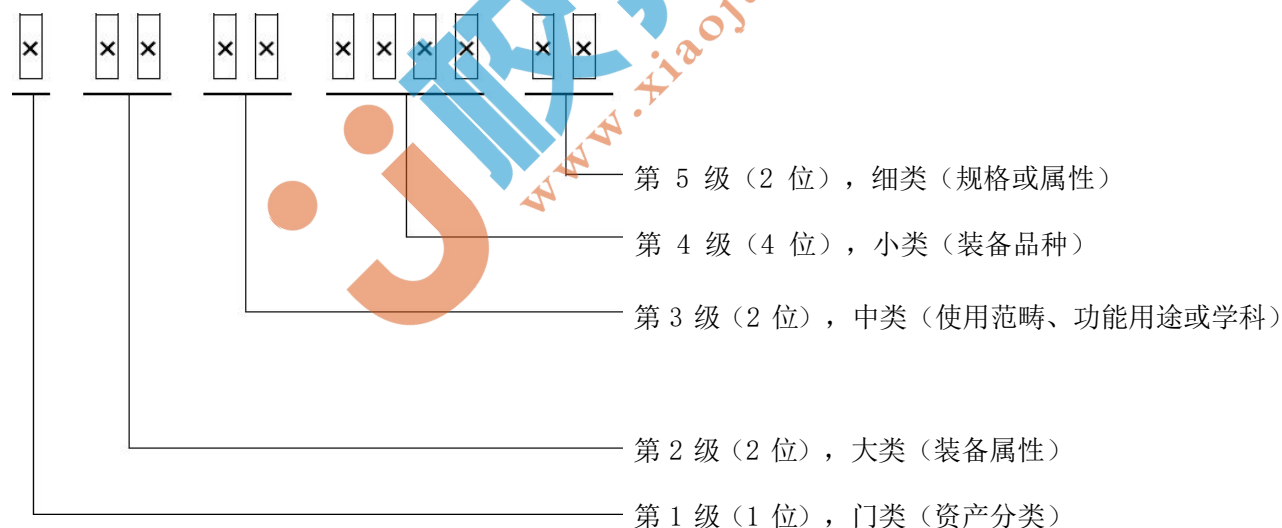 × ×× ×× ×××× ××
www.xiaoj
第 5 级（2 位），细类（规格或属性）
第 4 级（4 位），小类（装备品种）
第 3 级（2 位），中类（使用范畴、功能用途或学科）
第 2 级（2 位），大类（装备属性）
第 1 级（1 位），门类（资产分类）